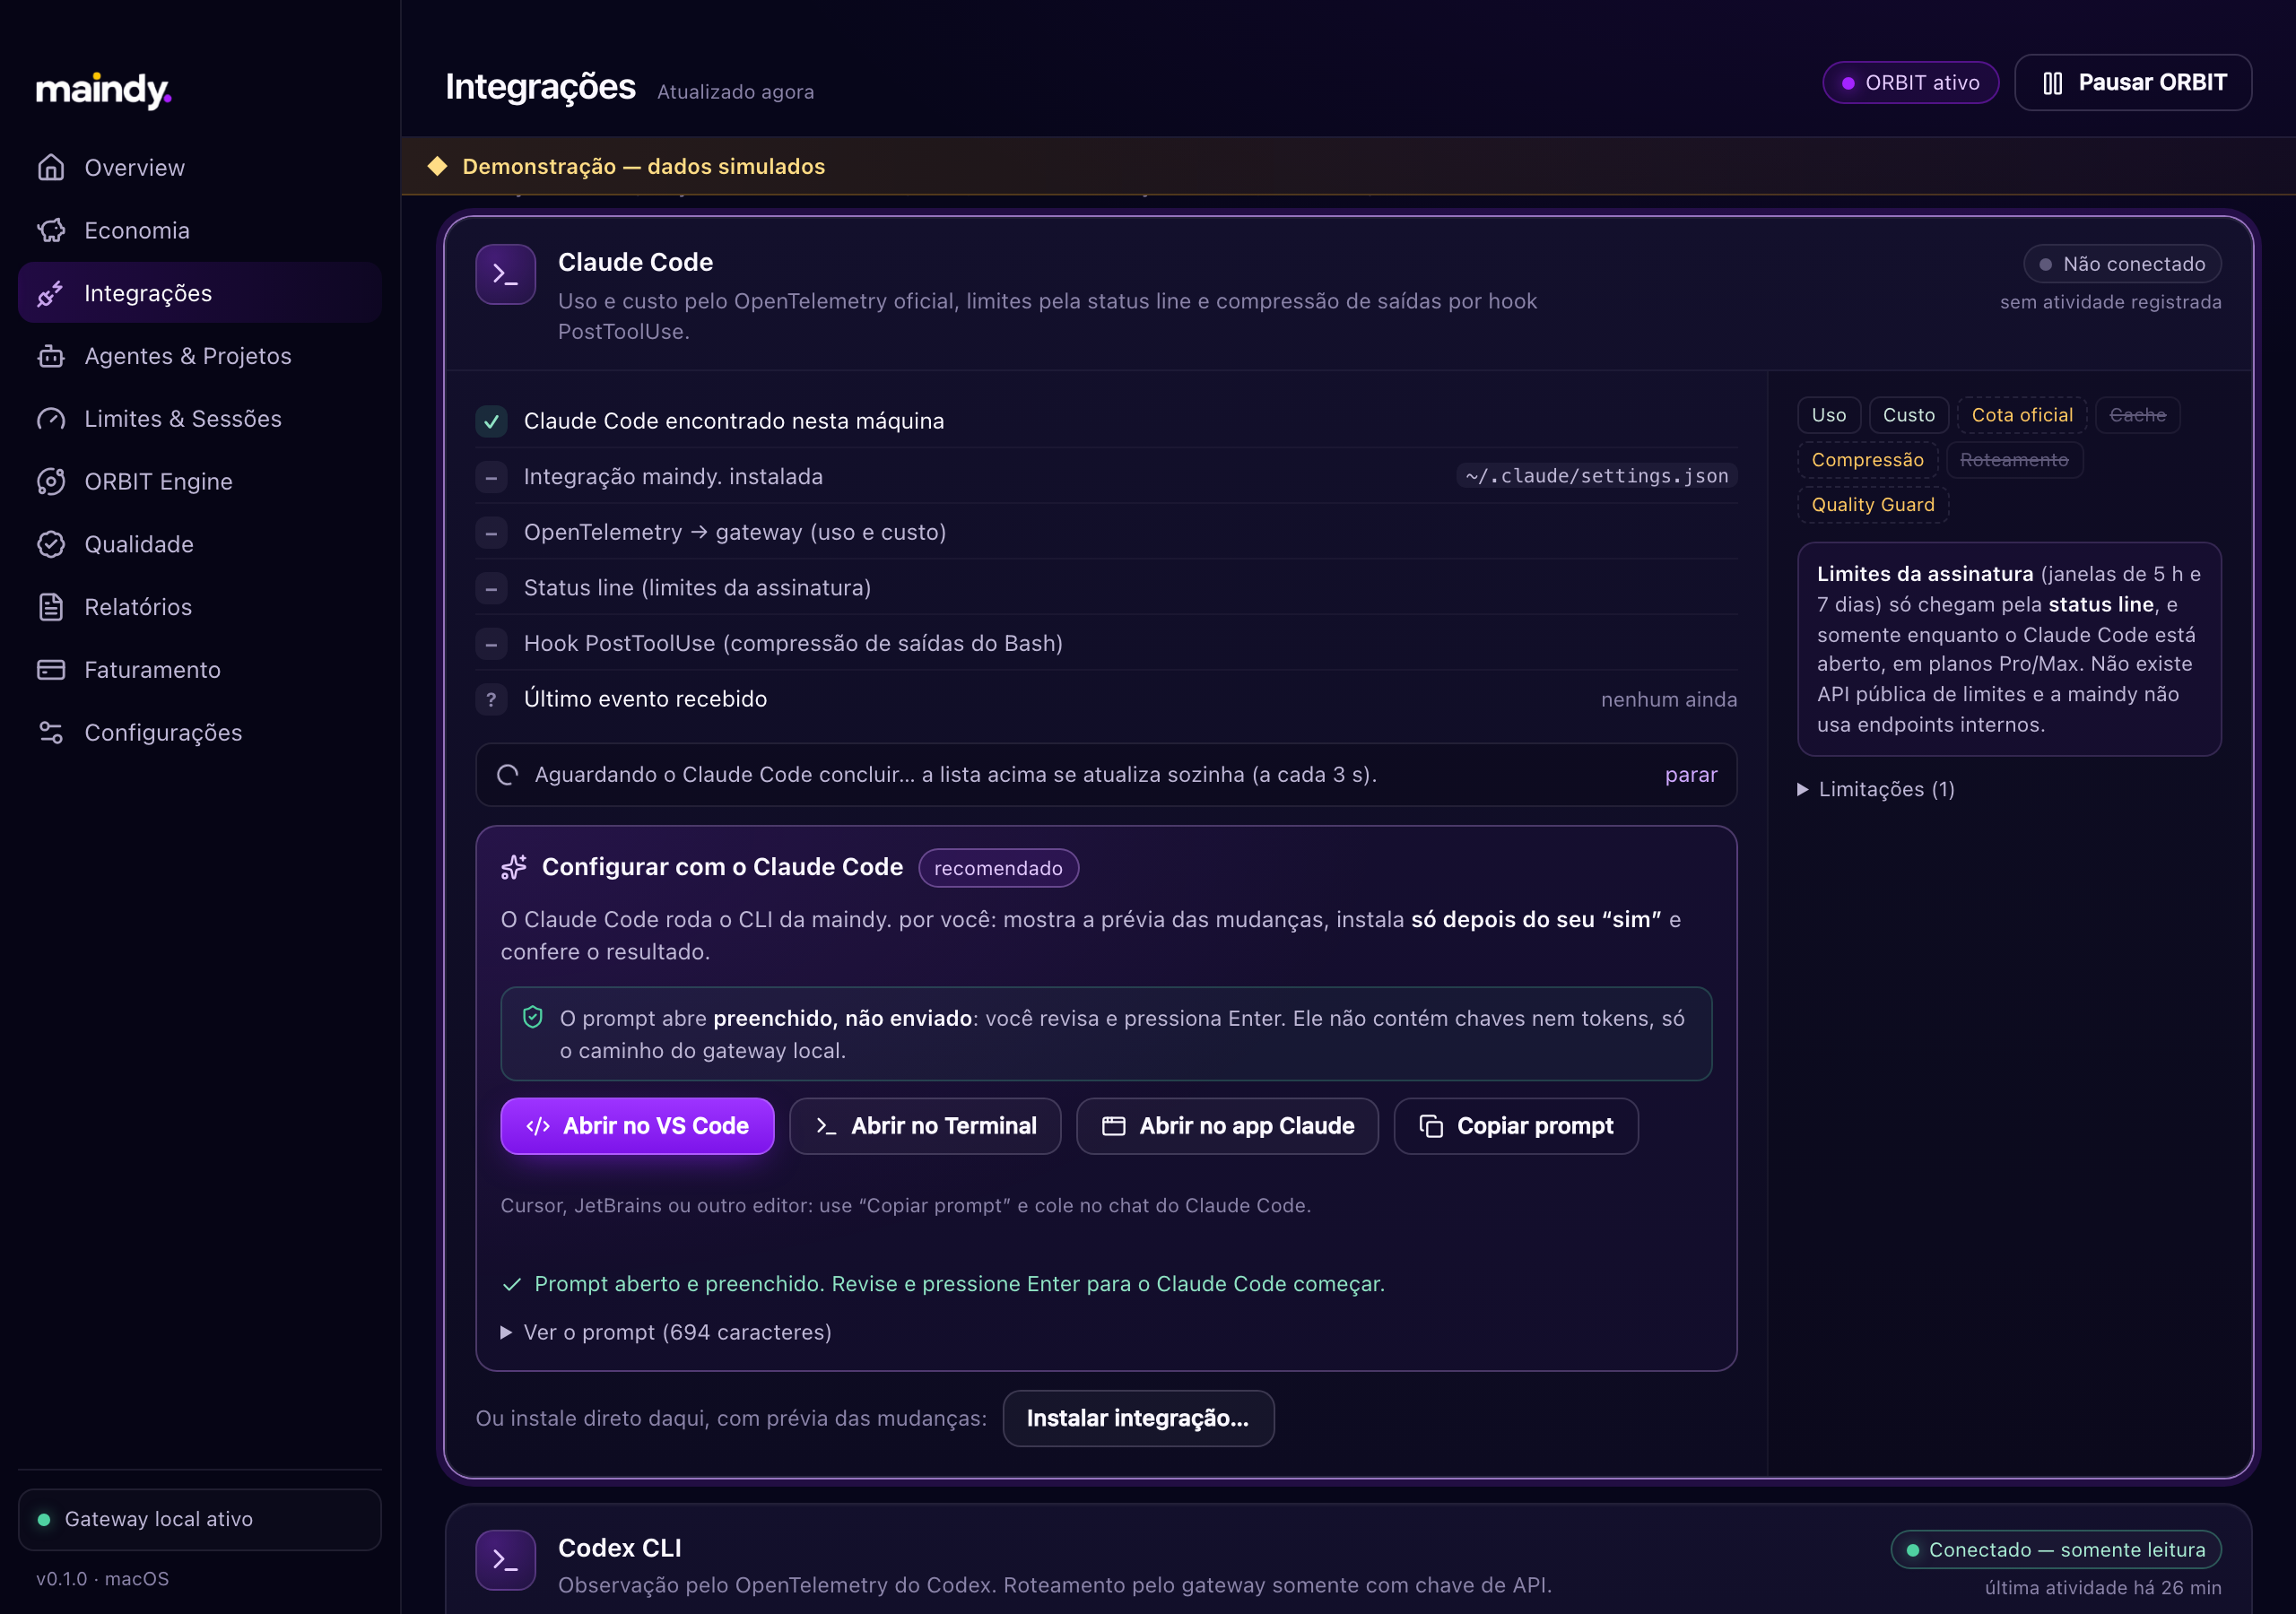 maindy.
Overview
Economia
Integrações
Agentes & Projetos
Limites & Sessões
ORBIT Engine
Qualidade
Relatórios
Faturamento
Configurações
Gateway local ativo
v0.1.0 · macOS
Integrações
Atualizado agora
ORBIT ativo
Pausar ORBIT
Demonstração — dados simulados
Claude Code
Uso e custo pelo OpenTelemetry oficial, limites pela status line e compressão de saídas por hook
PostToolUse.
Não conectado
sem atividade registrada
Claude Code encontrado nesta máquina
Integração maindy. instalada
~/.claude/settings.json
OpenTelemetry → gateway (uso e custo)
Status line (limites da assinatura)
Hook PostToolUse (compressão de saídas do Bash)
? Último evento recebido
nenhum ainda
Aguardando o Claude Code concluir… a lista acima se atualiza sozinha (a cada 3 s).
parar
Configurar com o Claude Code
recomendado
O Claude Code roda o CLI da maindy. por você: mostra a prévia das mudanças, instala só depois do seu “sim” e
confere o resultado.
O prompt abre preenchido, não enviado: você revisa e pressiona Enter. Ele não contém chaves nem tokens, só
o caminho do gateway local.
Abrir no VS Code
Abrir no Terminal
Abrir no app Claude
Copiar prompt
Cursor, JetBrains ou outro editor: use “Copiar prompt” e cole no chat do Claude Code.
Prompt aberto e preenchido. Revise e pressione Enter para o Claude Code começar.
Ver o prompt (694 caracteres)
Ou instale direto daqui, com prévia das mudanças:
Instalar integração…
Uso
Custo
Cota oficial
Cache
Compressão
Roteamento
Quality Guard
Limites da assinatura (janelas de 5 h e
7 dias) só chegam pela status line, e
somente enquanto o Claude Code está
aberto, em planos Pro/Max. Não existe
API pública de limites e a maindy não
usa endpoints internos.
Limitações (1)
Codex CLI
Observação pelo OpenTelemetry do Codex. Roteamento pelo gateway somente com chave de API.
Conectado — somente leitura
última atividade há 26 min